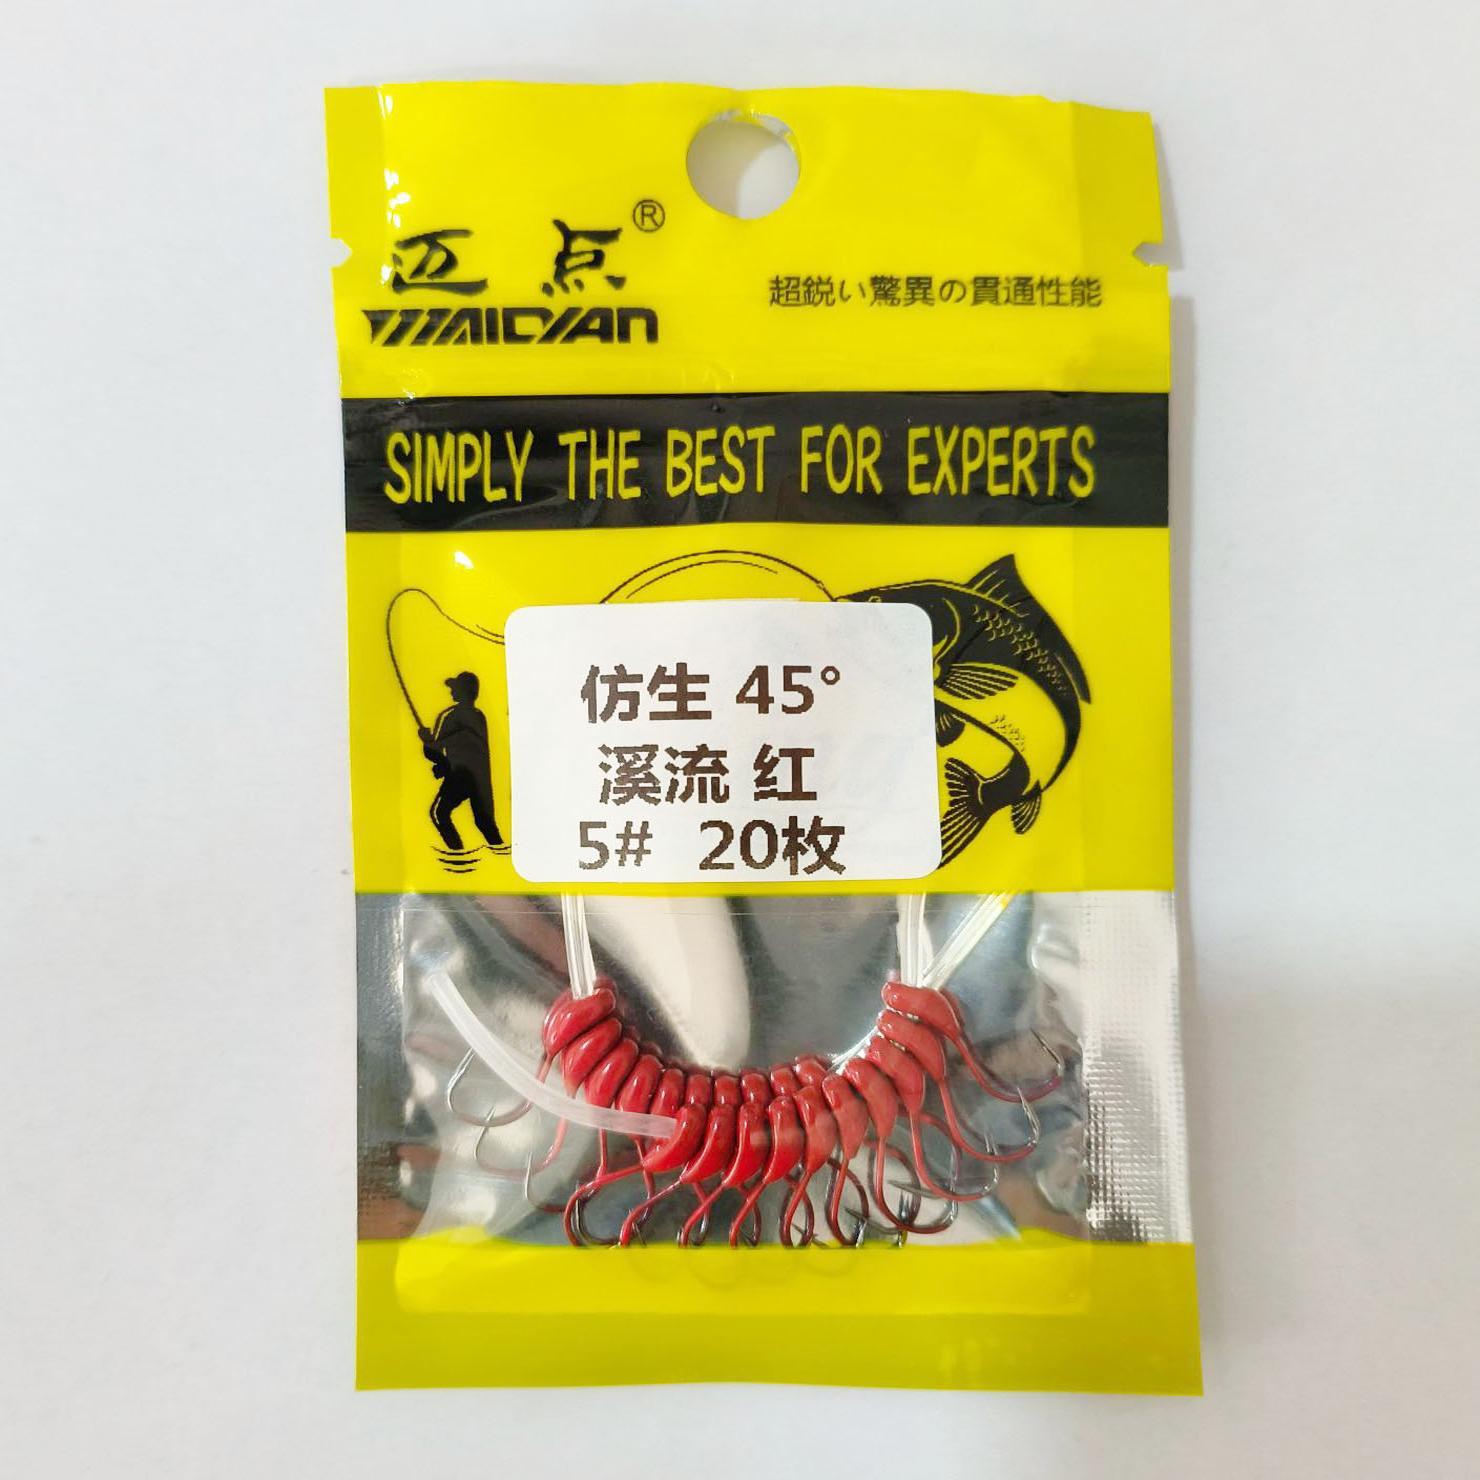 迈点®
MAIDIAN
超鋭い驚異の貫通性能
SIMPLY THE BEST FOR EXPERTS
仿生 45°
溪流 红
5# 20枚